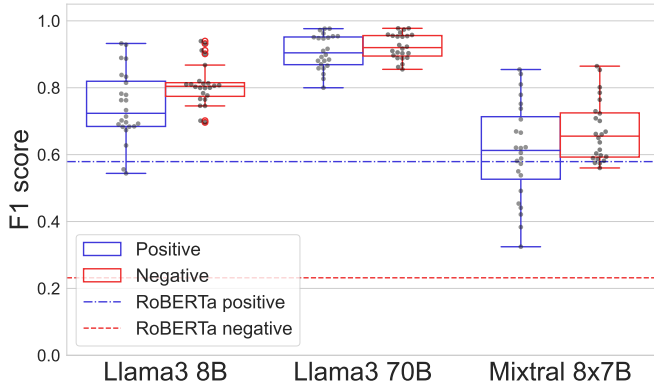 F1 score
1.0
0.8
0.6
0.4
0.2
0.0
Positive
Negative
RoBERTa positive
RoBERTa negative
Llama3 8B
Llama3 70B
Mixtral 8x7B